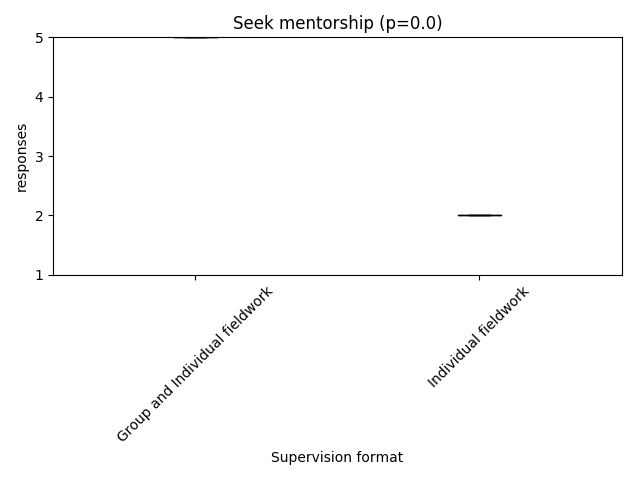 Seek mentorship (p=0.0)
responses
5
4
3
2
1
Group and Individual fieldwork
Individual fieldwork
Supervision format